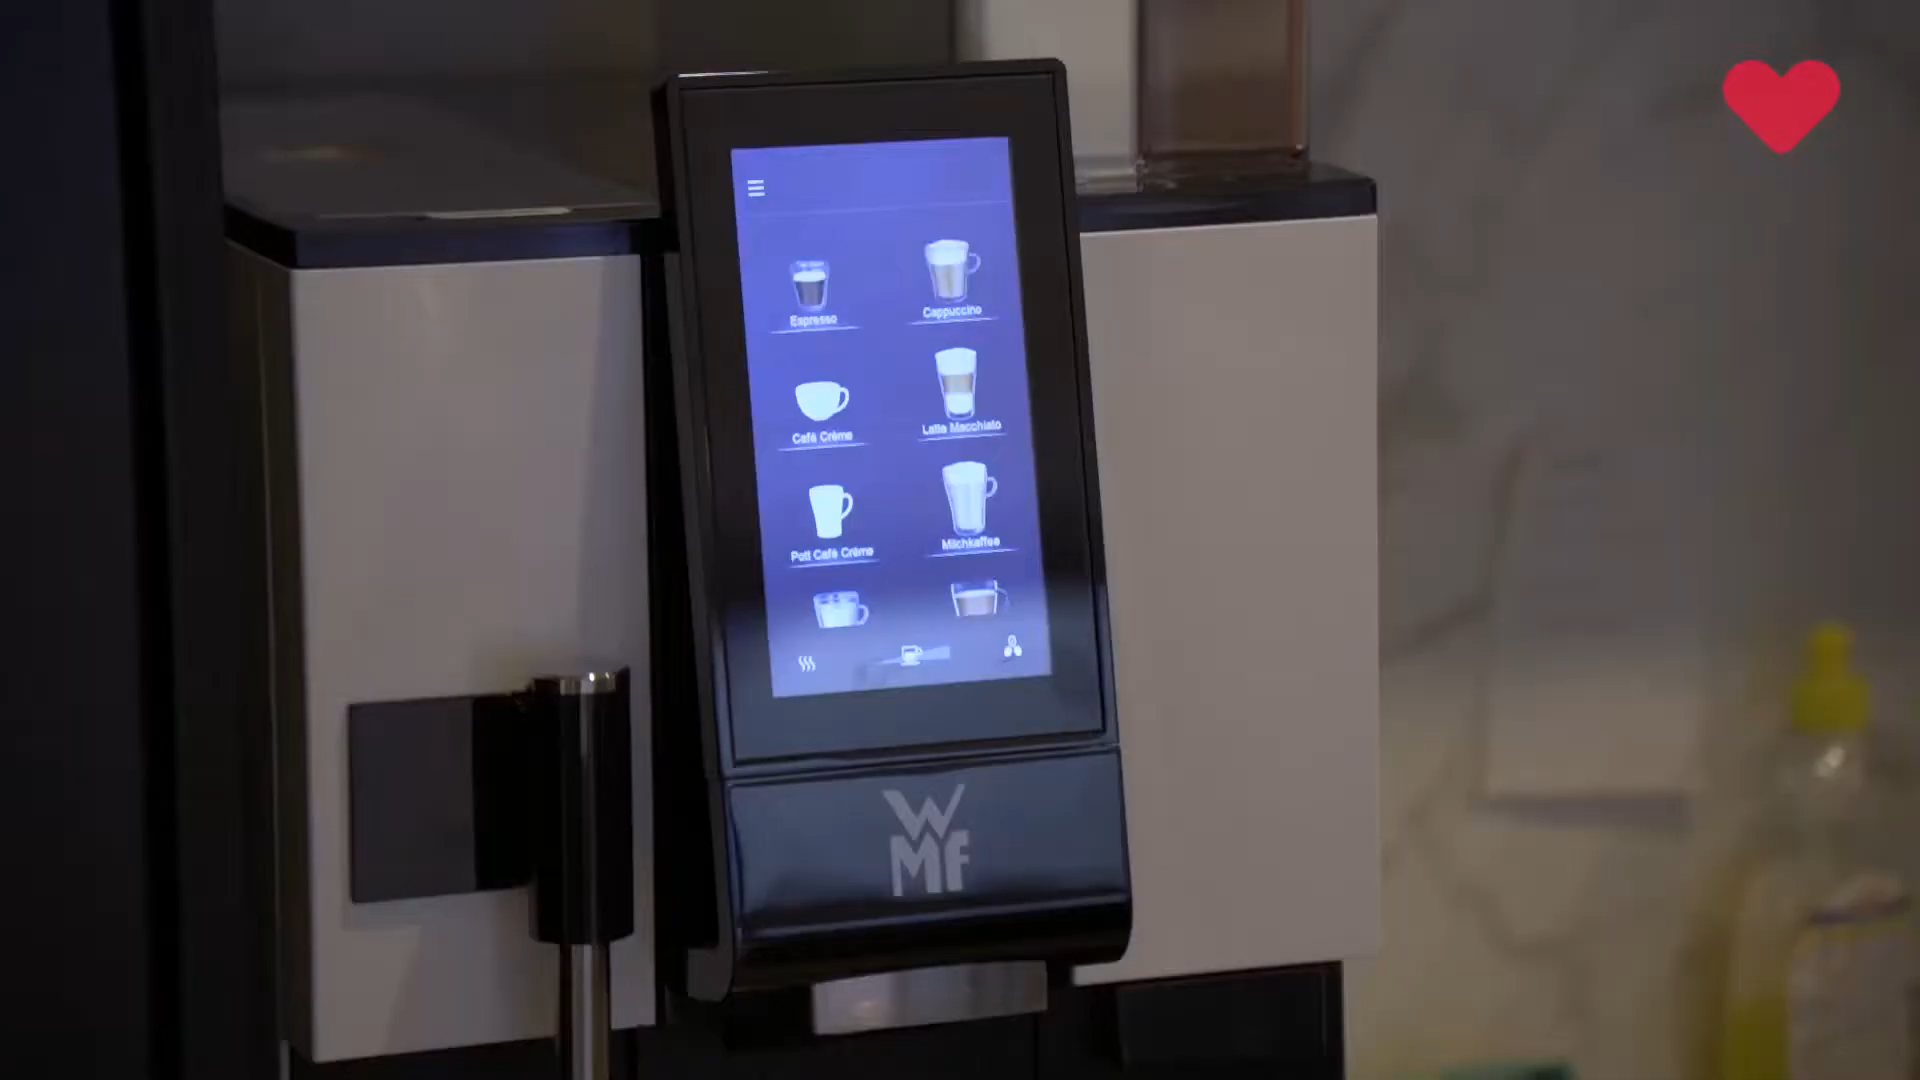 Espresso
Cappuccino
Café Crème
Latte Macchiato
Pott Café Crème
Milchkaffee
WMF